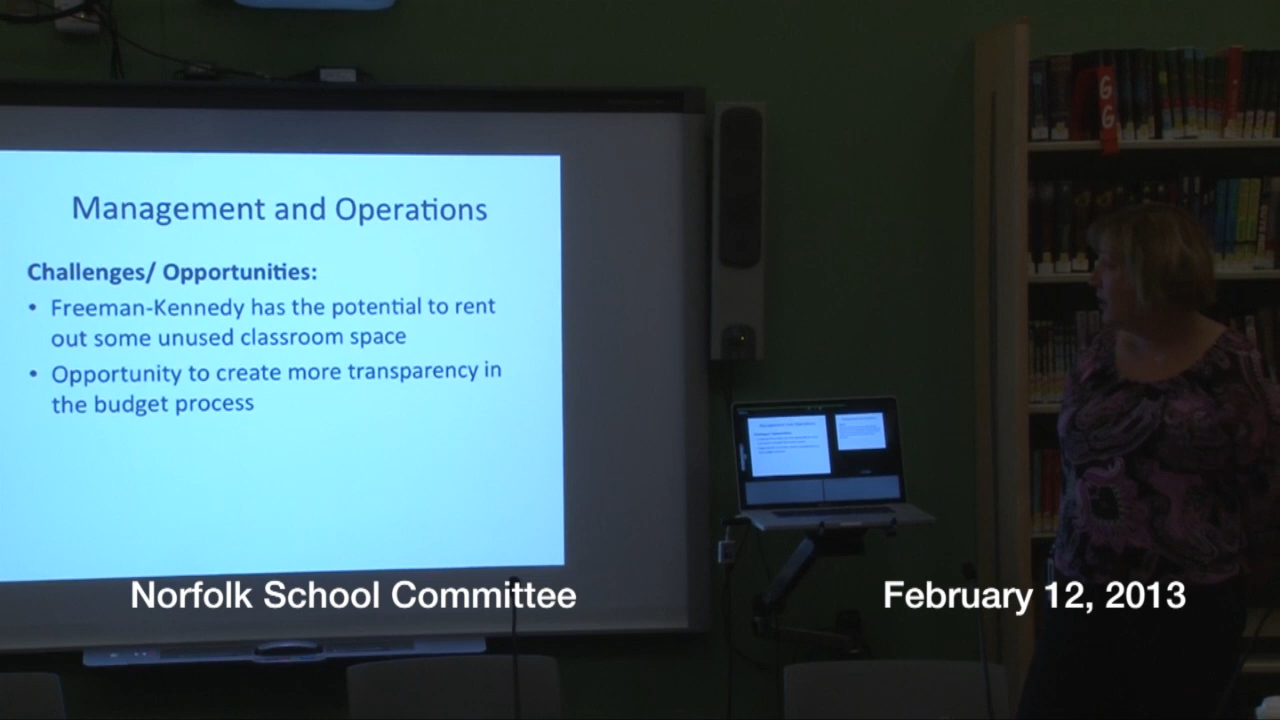 Management and Operations
Challenges/ Opportunities:
• Freeman-Kennedy has the potential to rent
out some unused classroom space
• Opportunity to create more transparency in
the budget process
G
G
Norfolk School Committee
February 12, 2013